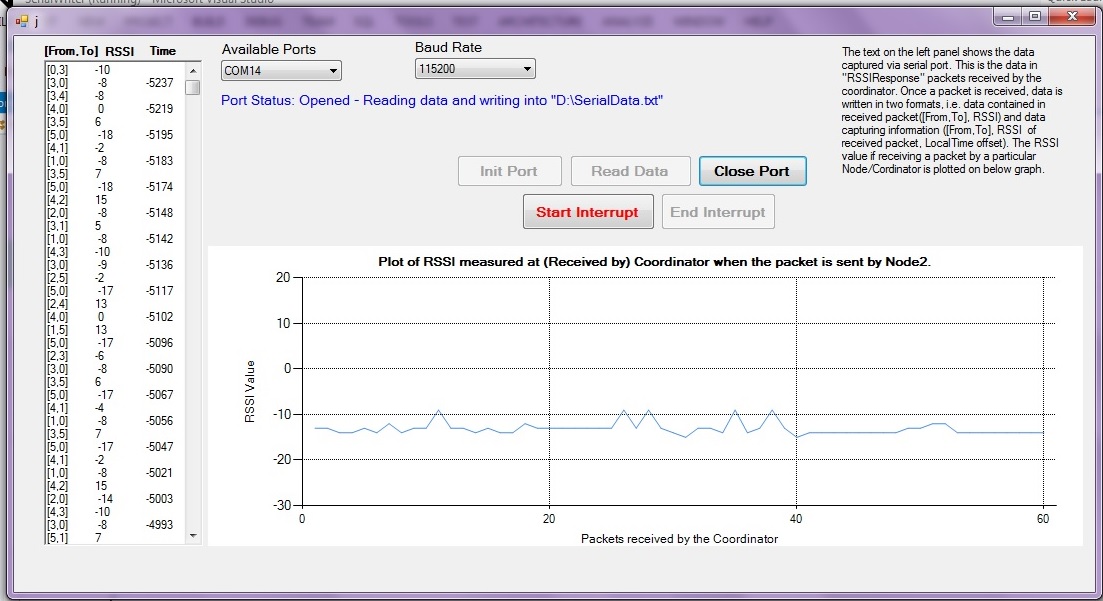 SerialWriter (Running) - Microsoft Visual Studio
j
[From,To] RSSI Time
[0,3] -10
[3,0] -8 -5237
[3,4] -8
[4,0] 0 -5219
[3,5] 6
[5,0] -18 -5195
[4,1] -2
[1,0] -8 -5183
[3,5] 7
[5,0] -18 -5174
[4,2] 15
[2,0] -8 -5148
[3,1] 5
[1,0] -8 -5142
[4,3] -10
[3,0] -9 -5136
[2,5] -2
[5,0] -17 -5117
[2,4] 13
[4,0] 0 -5102
[1,5] 13
[5,0] -17 -5096
[2,3] -6
[3,0] -8 -5090
[3,5] 6
[5,0] -17 -5067
[4,1] -4
[1,0] -8 -5056
[3,5] 7
[5,0] -17 -5047
[4,1] -2
[1,0] -8 -5021
[4,2] 15
[2,0] -14 -5003
[4,3] -10
[3,0] -8 -4993
[5,1] 7
Available Ports
COM14
Baud Rate
115200
Port Status: Opened - Reading data and writing into "D:\SerialData.txt"
Init Port
Read Data
Close Port
Start Interrupt
End Interrupt
The text on the left panel shows the data
captured via serial port. This is the data in
"RSSIResponse" packets received by the
coordinator. Once a packet is received, data is
written in two formats, i.e. data contained in
received packet([From,To], RSSI) and data
capturing information ([From,To], RSSI of
received packet, LocalTime offset). The RSSI
value if receiving a packet by a particular
Node/Cordinator is plotted on below graph.
Plot of RSSI measured at (Received by) Coordinator when the packet is sent by Node2.
RSSI Value
20
10
0
-10
-20
-30
0 20 40 60
Packets received by the Coordinator